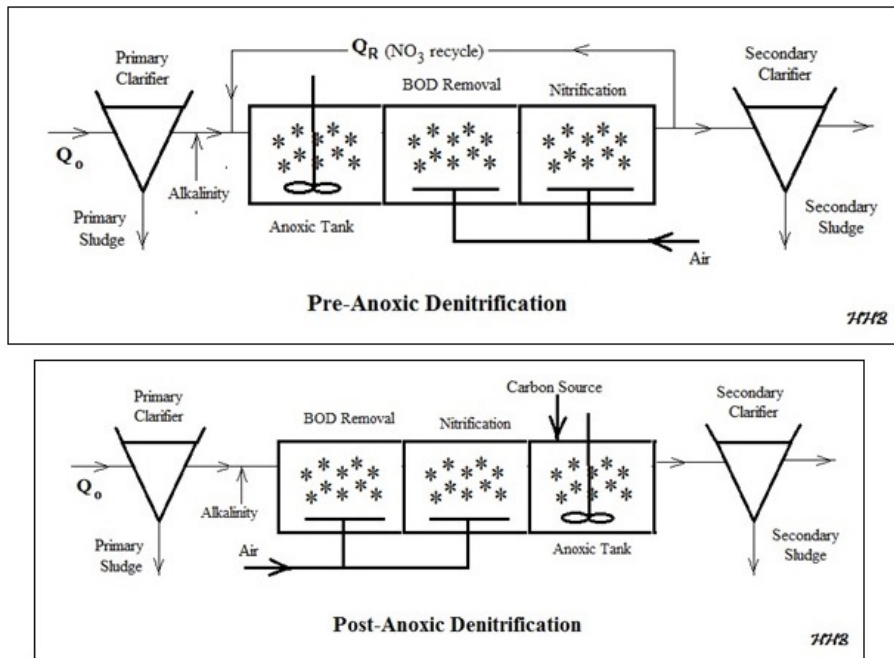 Q_R (NO₃ recycle)
Primary
Clarifier
BOD Removal
Nitrification
Secondary
Clarifier
Q_o
Alkalinity
Primary
Sludge
Anoxic Tank
Air
Secondary
Sludge
Pre-Anoxic Denitrification
HHB
Carbon Source
Primary
Clarifier
BOD Removal
Nitrification
Secondary
Clarifier
Q_o
Alkalinity
Primary
Sludge
Air
Anoxic Tank
Secondary
Sludge
Post-Anoxic Denitrification
HHB